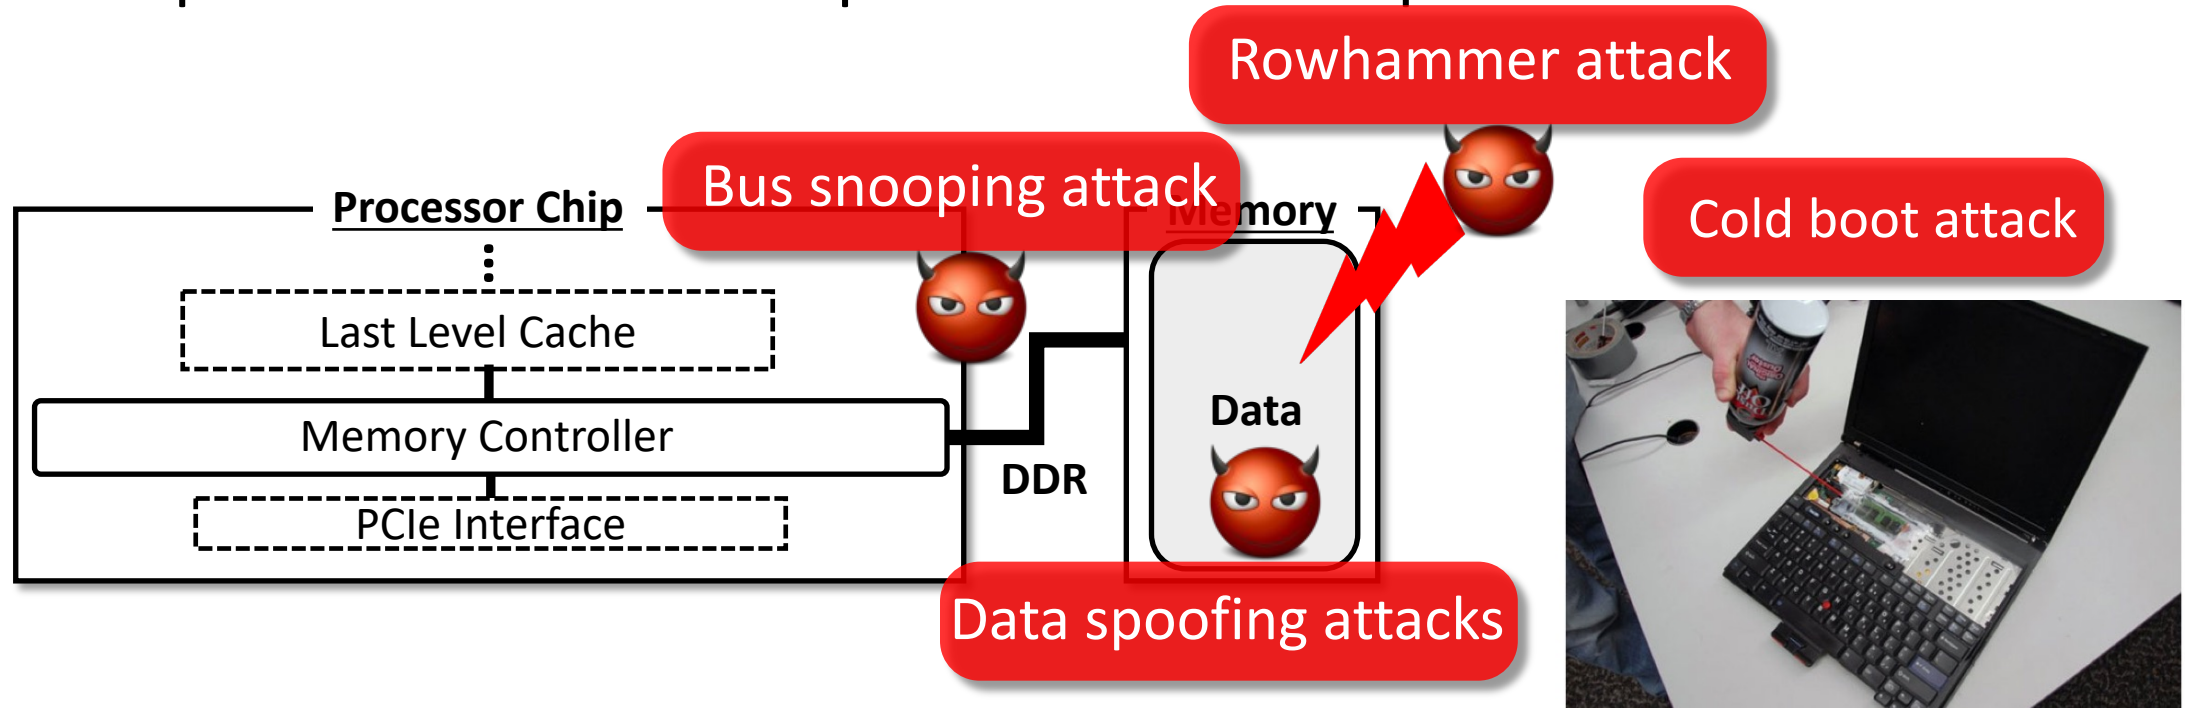 Rowhammer attack
Bus snooping attack
Cold boot attack
Processor Chip
Memory
Last Level Cache
Memory Controller
Data
DDR
PCIe Interface
Data spoofing attacks